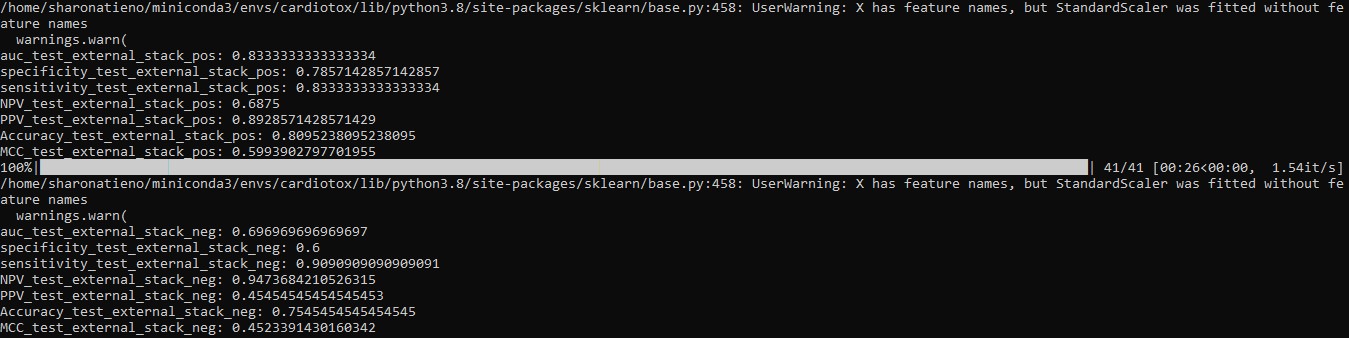 /home/sharonatieno/miniconda3/envs/cardiotox/lib/python3.8/site-packages/sklearn/base.py:458: UserWarning: X has feature names, but StandardScaler was fitted without fe
ature names
  warnings.warn(
auc_test_external_stack_pos: 0.8333333333333334
specificity_test_external_stack_pos: 0.7857142857142857
sensitivity_test_external_stack_pos: 0.8333333333333334
NPV_test_external_stack_pos: 0.6875
PPV_test_external_stack_pos: 0.8928571428571429
Accuracy_test_external_stack_pos: 0.8095238095238095
MCC_test_external_stack_pos: 0.5993902797701955
100%|| 41/41 [00:26<00:00,  1.54it/s]
/home/sharonatieno/miniconda3/envs/cardiotox/lib/python3.8/site-packages/sklearn/base.py:458: UserWarning: X has feature names, but StandardScaler was fitted without fe
ature names
  warnings.warn(
auc_test_external_stack_neg: 0.696969696969697
specificity_test_external_stack_neg: 0.6
sensitivity_test_external_stack_neg: 0.9090909090909091
NPV_test_external_stack_neg: 0.9473684210526315
PPV_test_external_stack_neg: 0.45454545454545453
Accuracy_test_external_stack_neg: 0.7545454545454545
MCC_test_external_stack_neg: 0.4523391430160342